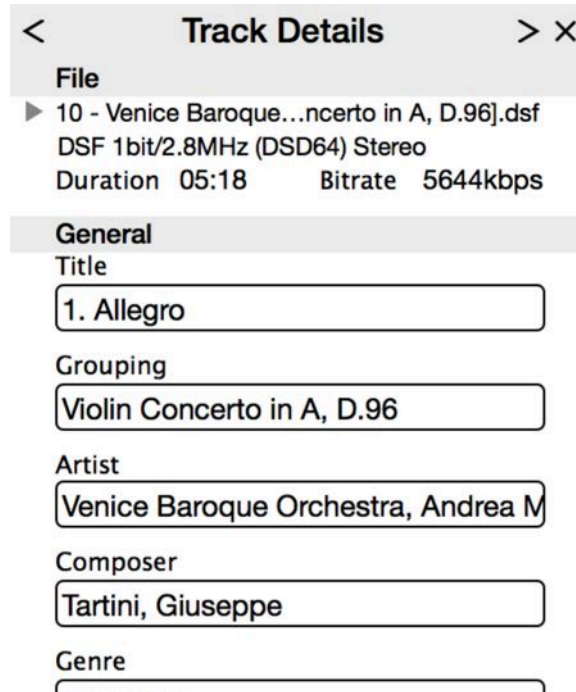 < Track Details > ×
File
10 - Venice Baroque...ncerto in A, D.96].dsf
DSF 1bit/2.8MHz (DSD64) Stereo
Duration 05:18 Bitrate 5644kbps
General
Title
1. Allegro
Grouping
Violin Concerto in A, D.96
Artist
Venice Baroque Orchestra, Andrea M
Composer
Tartini, Giuseppe
Genre